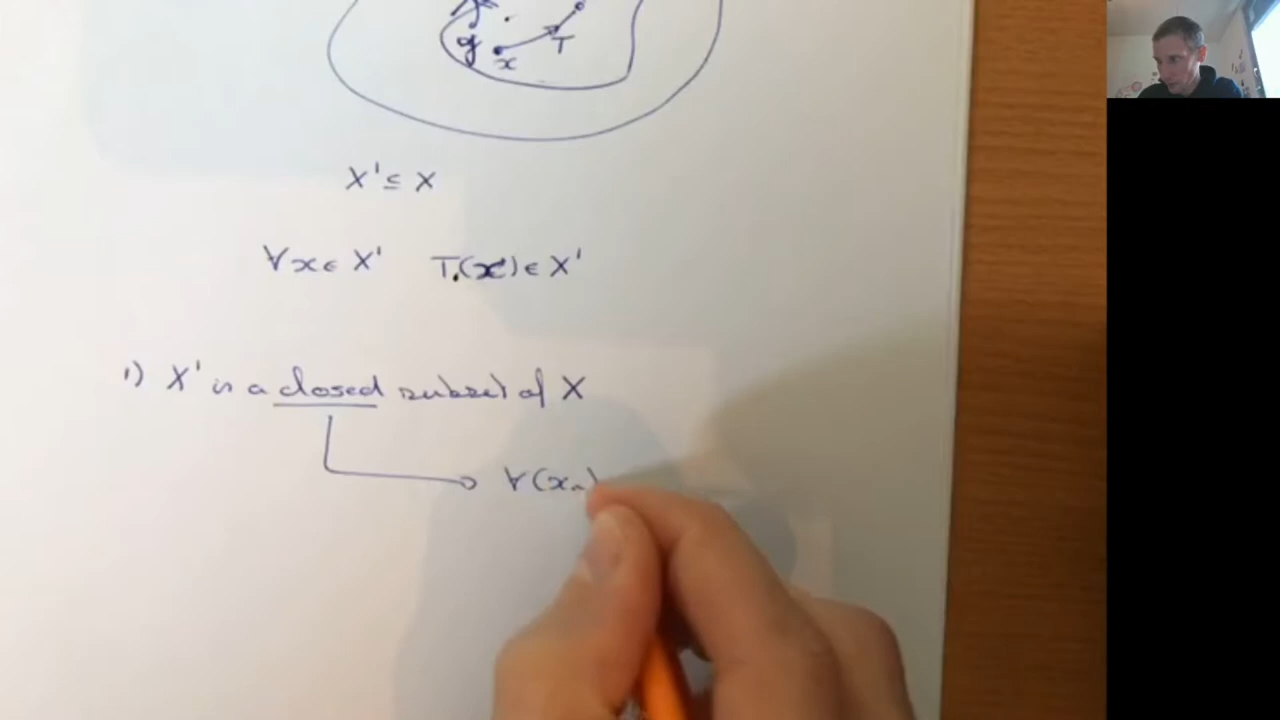 x T
X' ⊆ X
∀x ∈ X' T(x) ∈ X'
1) X' is a closed subset of X
∀(xₙ)